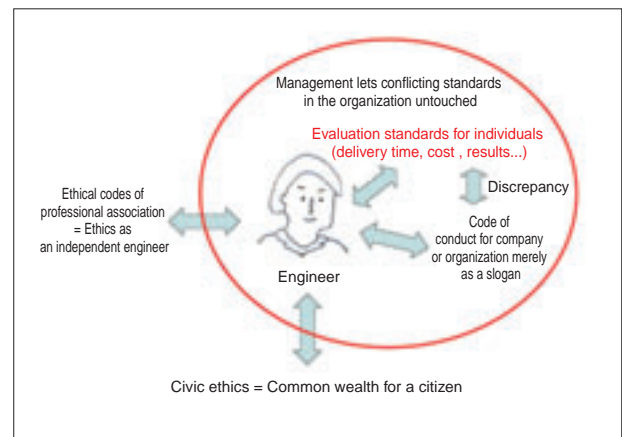 Management lets conflicting standards
in the organization untouched
Evaluation standards for individuals
(delivery time, cost , results...)
Discrepancy
Ethical codes of
professional association
= Ethics as
an independent engineer
Code of
conduct for company
or organization merely
as a slogan
Engineer
Civic ethics = Common wealth for a citizen